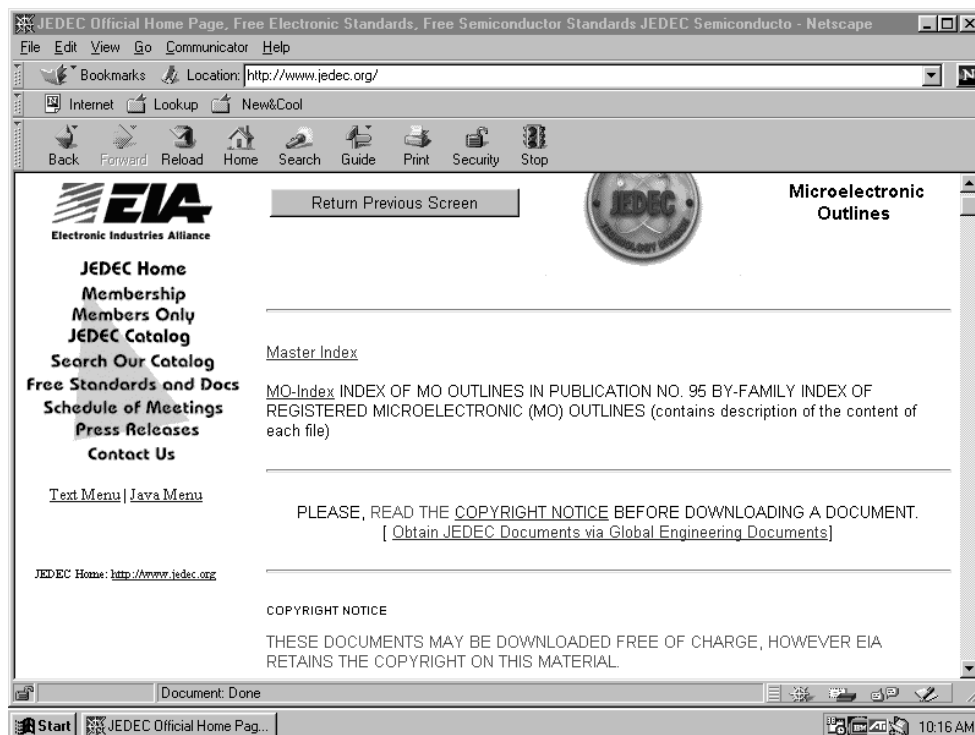 JEDEC Official Home Page, Free Electronic Standards, Free Semiconductor Standards JEDEC Semiconducto - Netscape
File Edit View Go Communicator Help
Bookmarks Location: http://www.jedec.org/
N
Internet Lookup New&Cool
Back Forward Reload Home Search Guide Print Security Stop
EIA
Electronic Industries Alliance
JEDEC Home
Membership
Members Only
JEDEC Catalog
Search Our Catalog
Free Standards and Docs
Schedule of Meetings
Press Releases
Contact Us
Text Menu | Java Menu
JEDEC Home: http://www.jedec.org
Return Previous Screen
JEDEC
Microelectronic
Outlines
Master Index
MO-Index INDEX OF MO OUTLINES IN PUBLICATION NO. 95 BY-FAMILY INDEX OF
REGISTERED MICROELECTRONIC (MO) OUTLINES (contains description of the content of
each file)
PLEASE, READ THE COPYRIGHT NOTICE BEFORE DOWNLOADING A DOCUMENT.
[ Obtain JEDEC Documents via Global Engineering Documents]
COPYRIGHT NOTICE
THESE DOCUMENTS MAY BE DOWNLOADED FREE OF CHARGE, HOWEVER EIA
RETAINS THE COPYRIGHT ON THIS MATERIAL.
Document: Done
Start JEDEC Official Home Pag... 10:16 AM